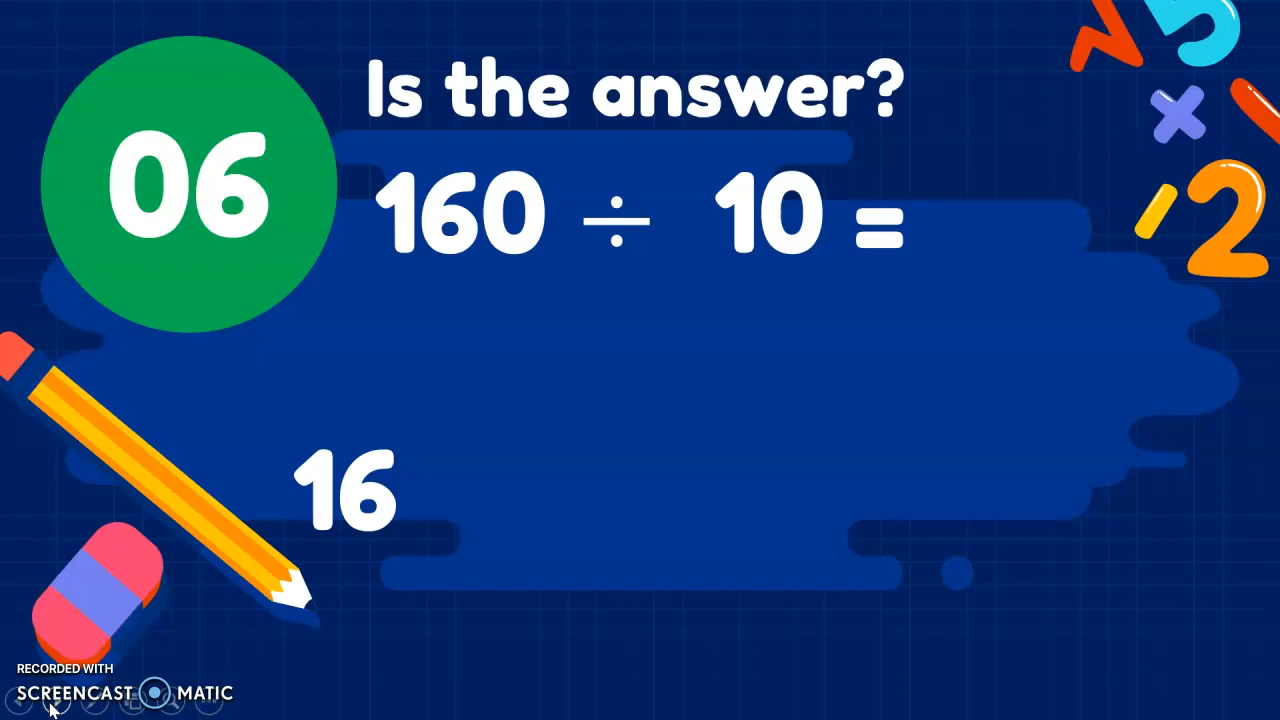 06
Is the answer?
160 ÷ 10 =
16
RECORDED WITH
SCREENCAST MATIC